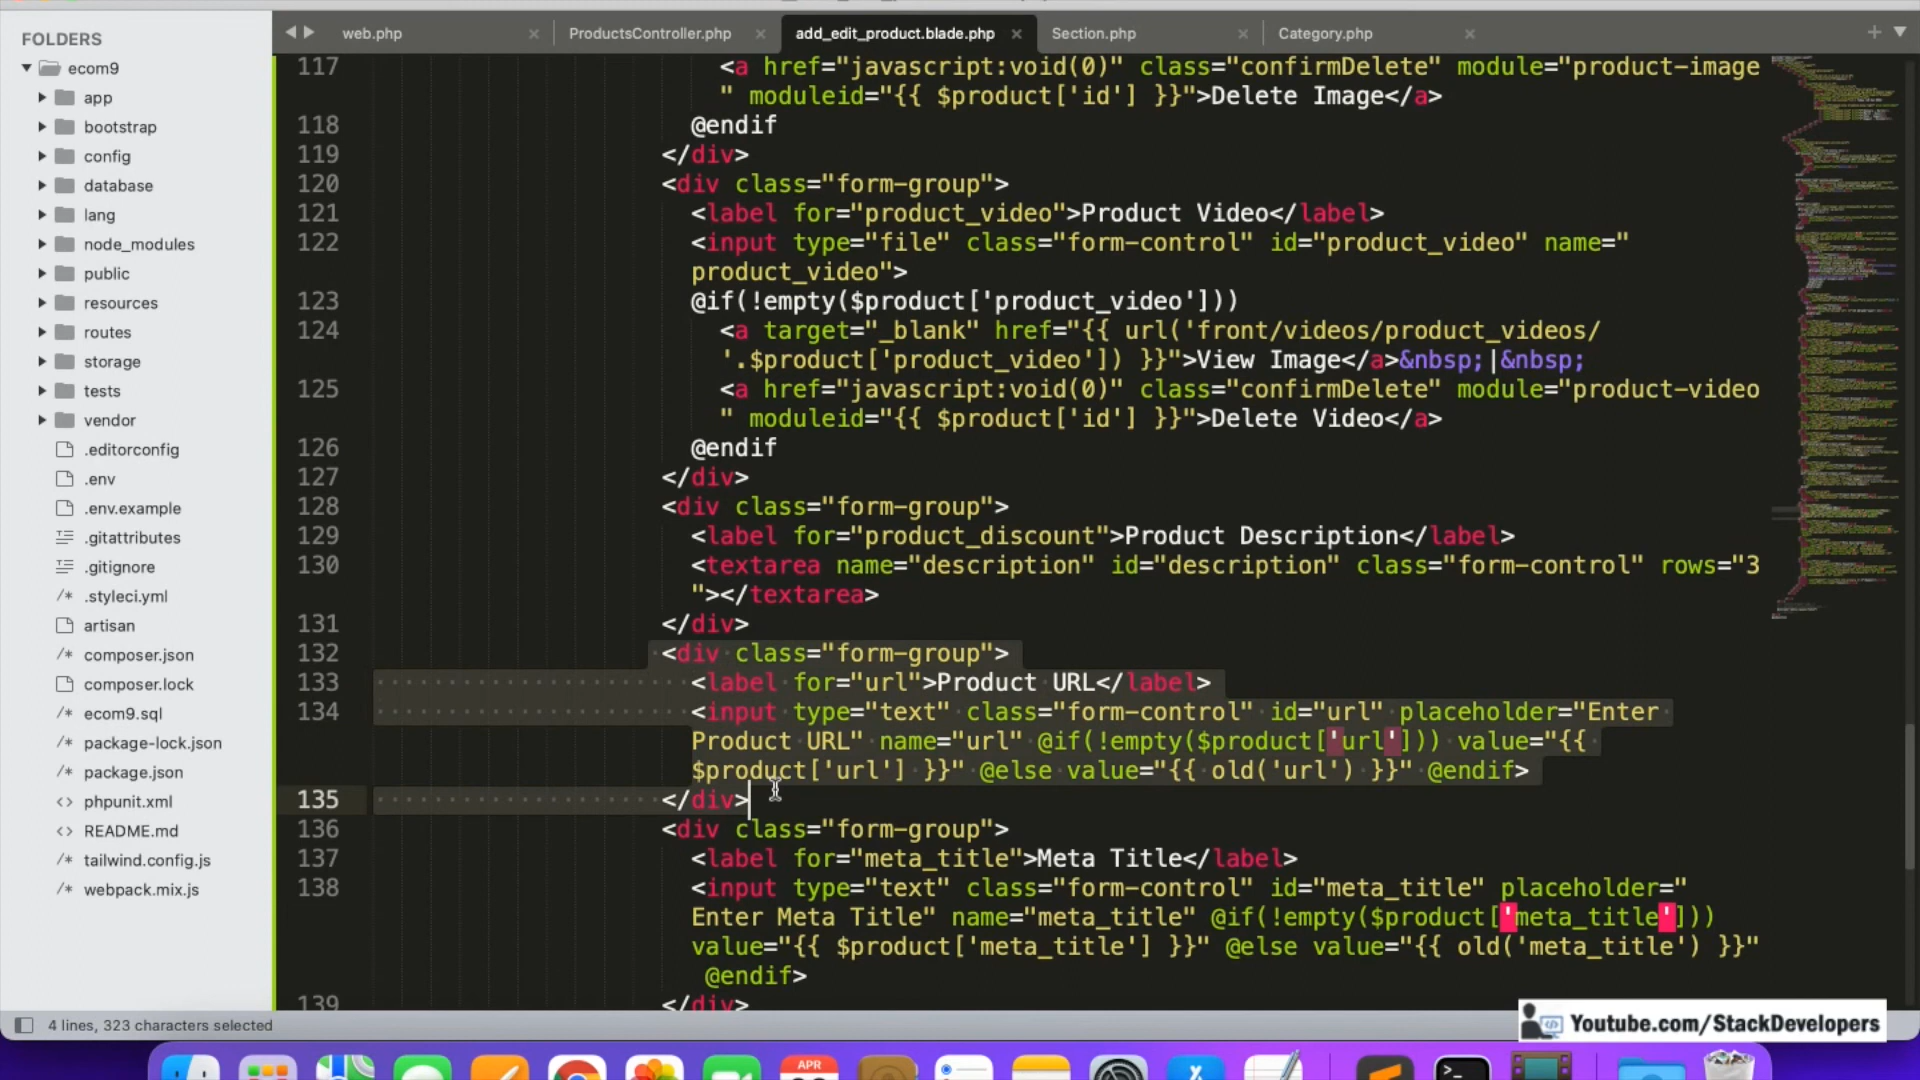 FOLDERS
ecom9
app
bootstrap
config
database
lang
node_modules
public
resources
routes
storage
tests
vendor
.editorconfig
.env
.env.example
.gitattributes
.gitignore
.styleci.yml
artisan
composer.json
composer.lock
ecom9.sql
package-lock.json
package.json
phpunit.xml
README.md
tailwind.config.js
webpack.mix.js
web.php
ProductsController.php
add_edit_product.blade.php
Section.php
Category.php
117 <a href="javascript:void(0)" class="confirmDelete" module="product-image
" moduleid="{{ $product['id'] }}">Delete Image</a>
118 @endif
119 </div>
120 <div class="form-group">
121 <label for="product_video">Product Video</label>
122 <input type="file" class="form-control" id="product_video" name="
product_video">
123 @if(!empty($product['product_video']))
124 <a target="_blank" href="{{ url('front/videos/product_videos/
'.$product['product_video']) }}">View Image</a>&nbsp;|&nbsp;
125 <a href="javascript:void(0)" class="confirmDelete" module="product-video
" moduleid="{{ $product['id'] }}">Delete Video</a>
126 @endif
127 </div>
128 <div class="form-group">
129 <label for="product_discount">Product Description</label>
130 <textarea name="description" id="description" class="form-control" rows="3
"></textarea>
131 </div>
132 <div class="form-group">
133 <label for="url">Product URL</label>
134 <input type="text" class="form-control" id="url" placeholder="Enter
Product URL" name="url" @if(!empty($product['url'])) value="{{
$product['url'] }}" @else value="{{ old('url') }}" @endif>
135 </div>
136 <div class="form-group">
137 <label for="meta_title">Meta Title</label>
138 <input type="text" class="form-control" id="meta_title" placeholder="
Enter Meta Title" name="meta_title" @if(!empty($product['meta_title']))
value="{{ $product['meta_title'] }}" @else value="{{ old('meta_title') }}"
@endif>
139 </div>
4 lines, 323 characters selected
Youtube.com/StackDevelopers
APR